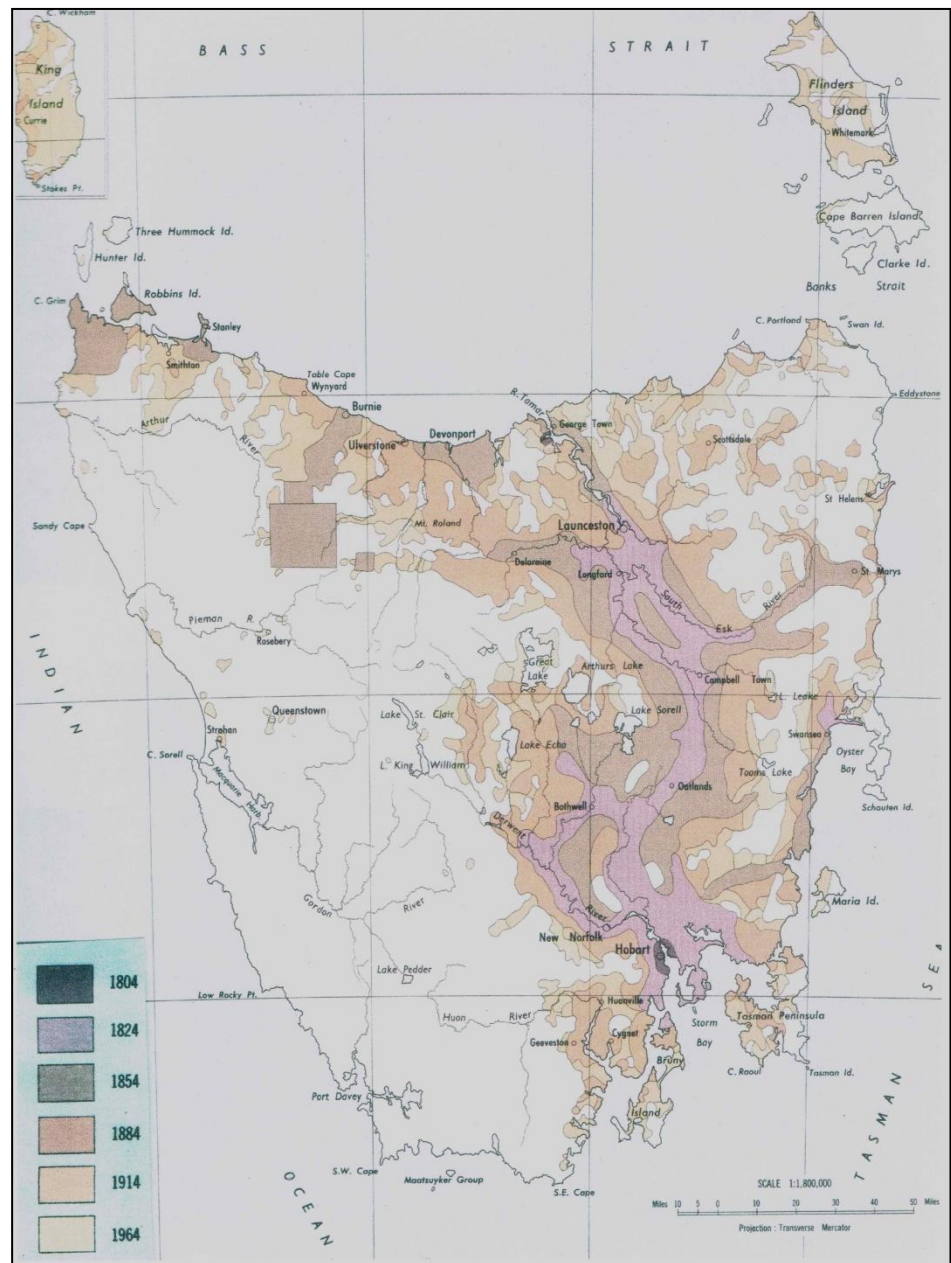 C. Wickham
BASS
STRAIT
King
Island
Currie
Stokes Pt.
Flinders
Island
Whitemark
Cape Barren Island
Clarke Id.
Banks Strait
Three Hummock Id.
Hunter Id.
Robbins Id.
C. Grim
Stanley
Smithton
Table Cape
Wynyard
Burnie
Arthur
River
Ulverstone
Devonport
R. Tamar
George Town
C. Portland
Swan Id.
Eddystone
Scottsdale
St Helens
Sandy Cape
Mt. Roland
Launceston
Deloraine
Longford
South
Esk
River
St Marys
Pieman R.
Rosebery
INDIAN
Great
Lake
Arthurs Lake
Campbell Town
L. Leake
Queenstown
Lake St. Clair
Lake Sorell
Strahan
Lake Echo
Swansea
Oyster
Bay
C. Sorell
L. King William
Tooms Lake
Macquarie Harb.
Oatlands
Schouten Id.
Bothwell
Derwent
River
Gordon
River
Maria Id.
New Norfolk
Hobart
SEA
Lake Pedder
Low Rocky Pt.
Huon River
Huonville
Storm
Bay
Tasman Peninsula
Geeveston
Cygnet
Bruny
Island
C. Raoul
Tasman Id.
Port Davey
TASMAN
S.W. Cape
Maatsuyker Group
S.E. Cape
OCEAN
1804
1824
1854
1884
1914
1964
SCALE 1:1,800,000
Miles 10 5 0 10 20 30 40 50 Miles
Projection : Transverse Mercator